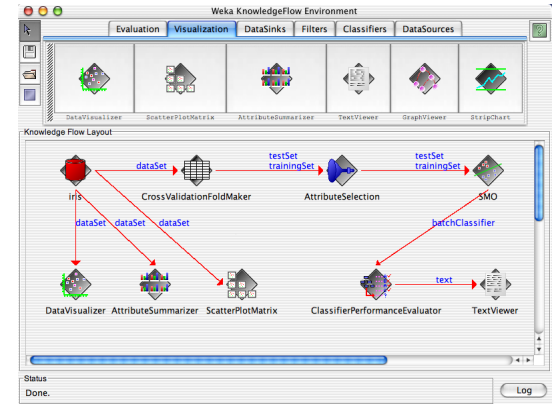 Weka KnowledgeFlow Environment
Evaluation Visualization DataSinks Filters Classifiers DataSources
?
DataVisualizer ScatterPlotMatrix AttributeSummarizer TextViewer GraphViewer StripChart
Knowledge Flow Layout
testSet testSet
dataSet trainingSet trainingSet
iris CrossValidationFoldMaker AttributeSelection SMO
dataSet dataSet dataSet batchClassifier
text
DataVisualizer AttributeSummarizer ScatterPlotMatrix ClassifierPerformanceEvaluator TextViewer
Status
Done. Log